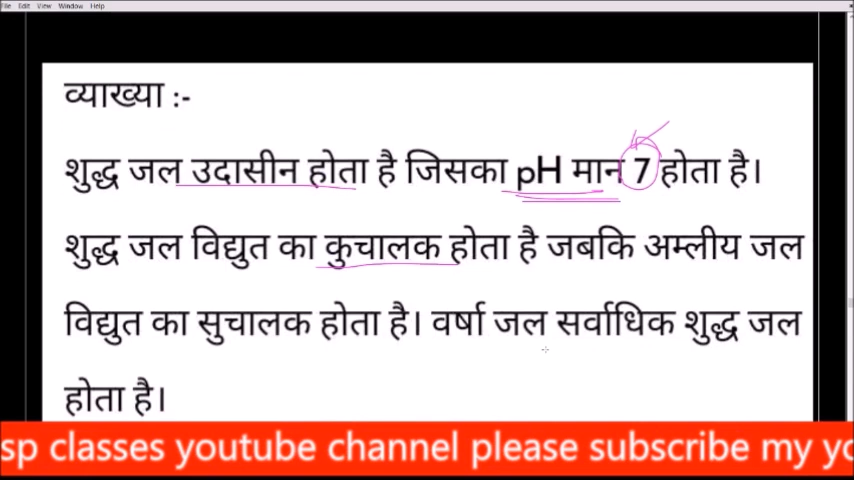 File Edit View Window Help
व्याख्या :-
शुद्ध जल उदासीन होता है जिसका pH मान 7 होता है।
शुद्ध जल विद्युत का कुचालक होता है जबकि अम्लीय जल
विद्युत का सुचालक होता है। वर्षा जल सर्वाधिक शुद्ध जल
होता है।
sp classes youtube channel please subscribe my yo